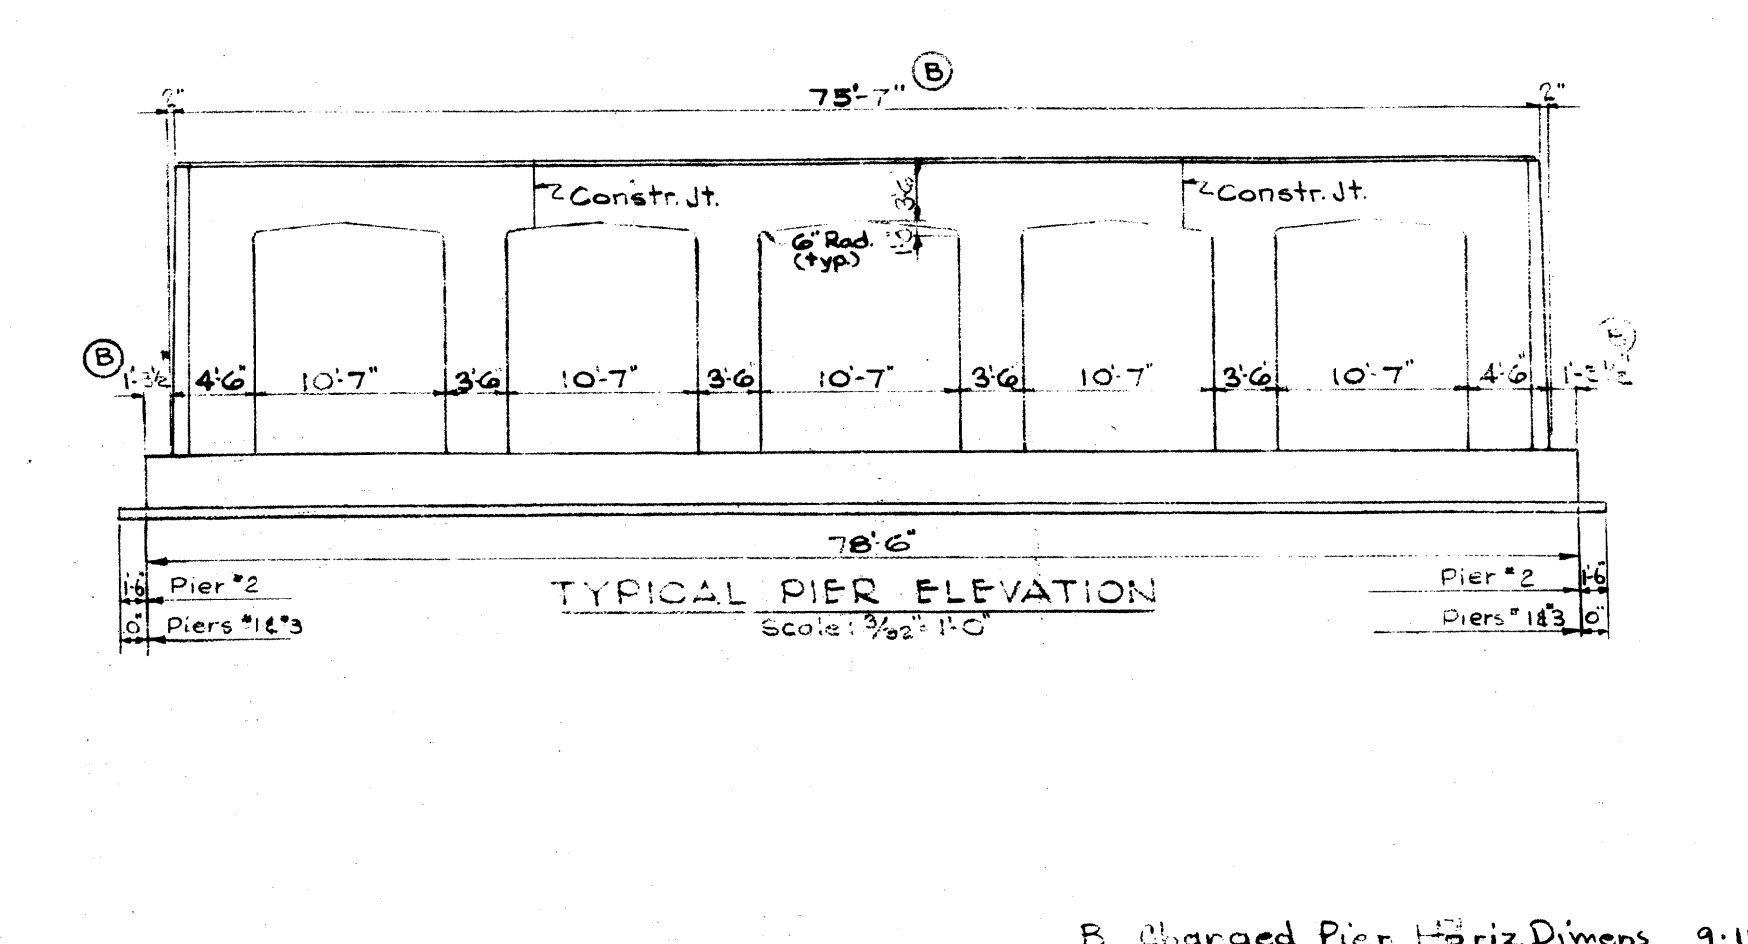 B
2" 75'-7" 2"
Constr. Jt. 3'-6" Constr. Jt.
6" Rad.
(typ.)
B
1'-3½" 4'-6" 10'-7" 3'-6" 10'-7" 3'-6" 10'-7" 3'-6" 10'-7" 3'-6" 10'-7" 4'-6"
78'-6"
1'-6" Pier #2 TYPICAL PIER ELEVATION Pier #2 1'-6"
0" Piers #1&#3 Scale: 3/32"=1'-0" Piers #1&3 0"
B Changed Pier Horiz Dimens. 9-1